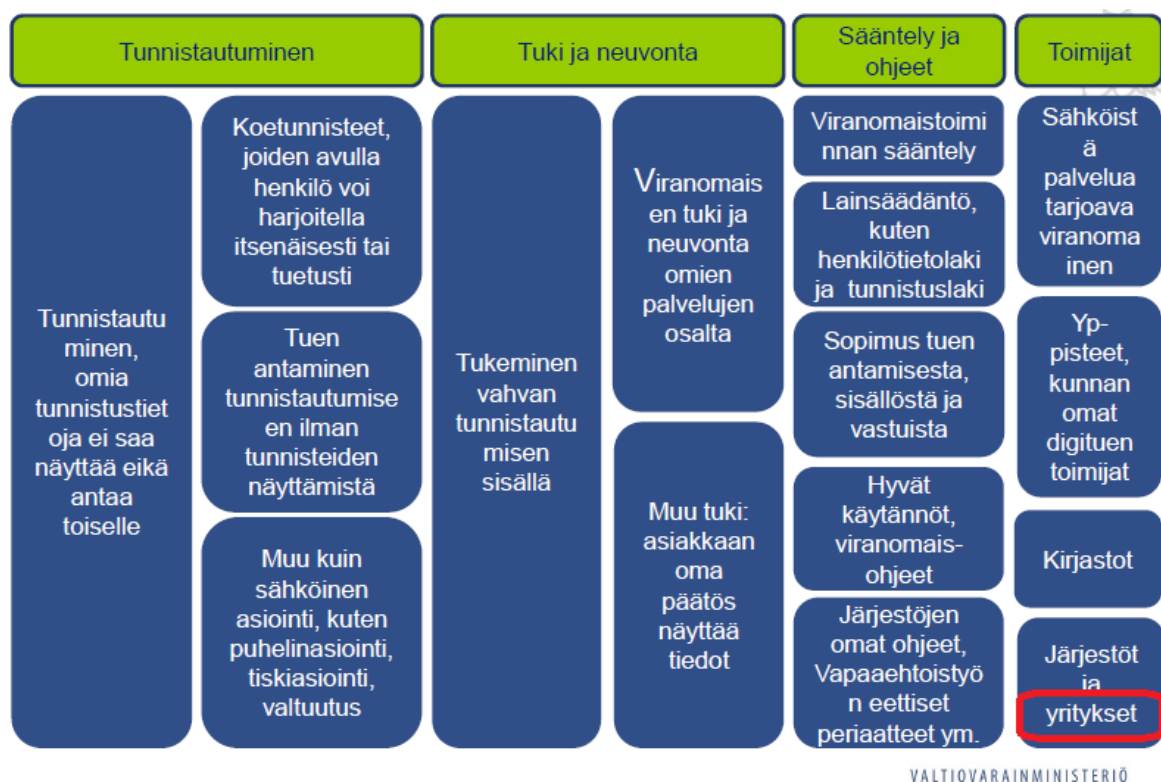 Tunnistautuminen
Tuki ja neuvonta
Sääntely ja
ohjeet
Toimijat
Tunnistautu
minen,
omia
tunnistustiet
oja ei saa
näyttää eikä
antaa
toiselle
Koetunnisteet,
joiden avulla
henkilö voi
harjoitella
itsenäisesti tai
tuetusti
Tuen
antaminen
tunnistautumise
en ilman
tunnisteiden
näyttämistä
Muu kuin
sähköinen
asiointi, kuten
puhelinasiointi,
tiskiasiointi,
valtuutus
Tukeminen
vahvan
tunnistautu
misen
sisällä
Viranomais
en tuki ja
neuvonta
omien
palvelujen
osalta
Muu tuki:
asiakkaan
oma
päätös
näyttää
tiedot
Viranomaistoimi
nnan sääntely
Lainsäädäntö,
kuten
henkilötietolaki
ja tunnistuslaki
Sopimus tuen
antamisesta,
sisällöstä ja
vastuista
Hyvät
käytännöt,
viranomais-
ohjeet
Järjestöjen
omat ohjeet,
Vapaaehtoistyö
n eettiset
periaatteet ym.
Sähköist
ä
palvelua
tarjoava
viranoma
inen
Yp-
pisteet,
kunnan
omat
digituen
toimijat
Kirjastot
Järjestöt
ja
yritykset
VALTIOVARAINMINISTERIÖ